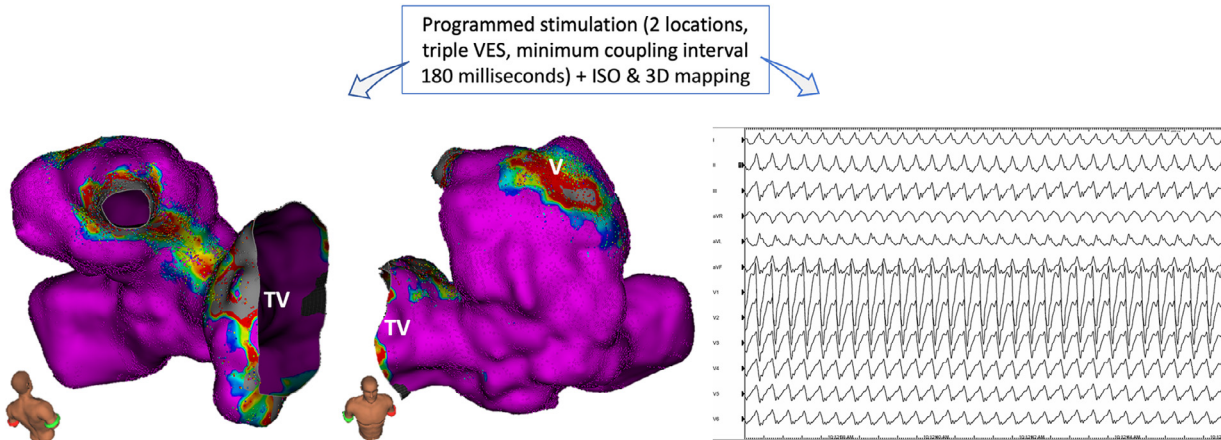 Programmed stimulation (2 locations,
triple VES, minimum coupling interval
180 milliseconds) + ISO & 3D mapping
TV
V
TV
I
II
III
aVR
aVL
aVF
V1
V2
V3
V4
V5
V6